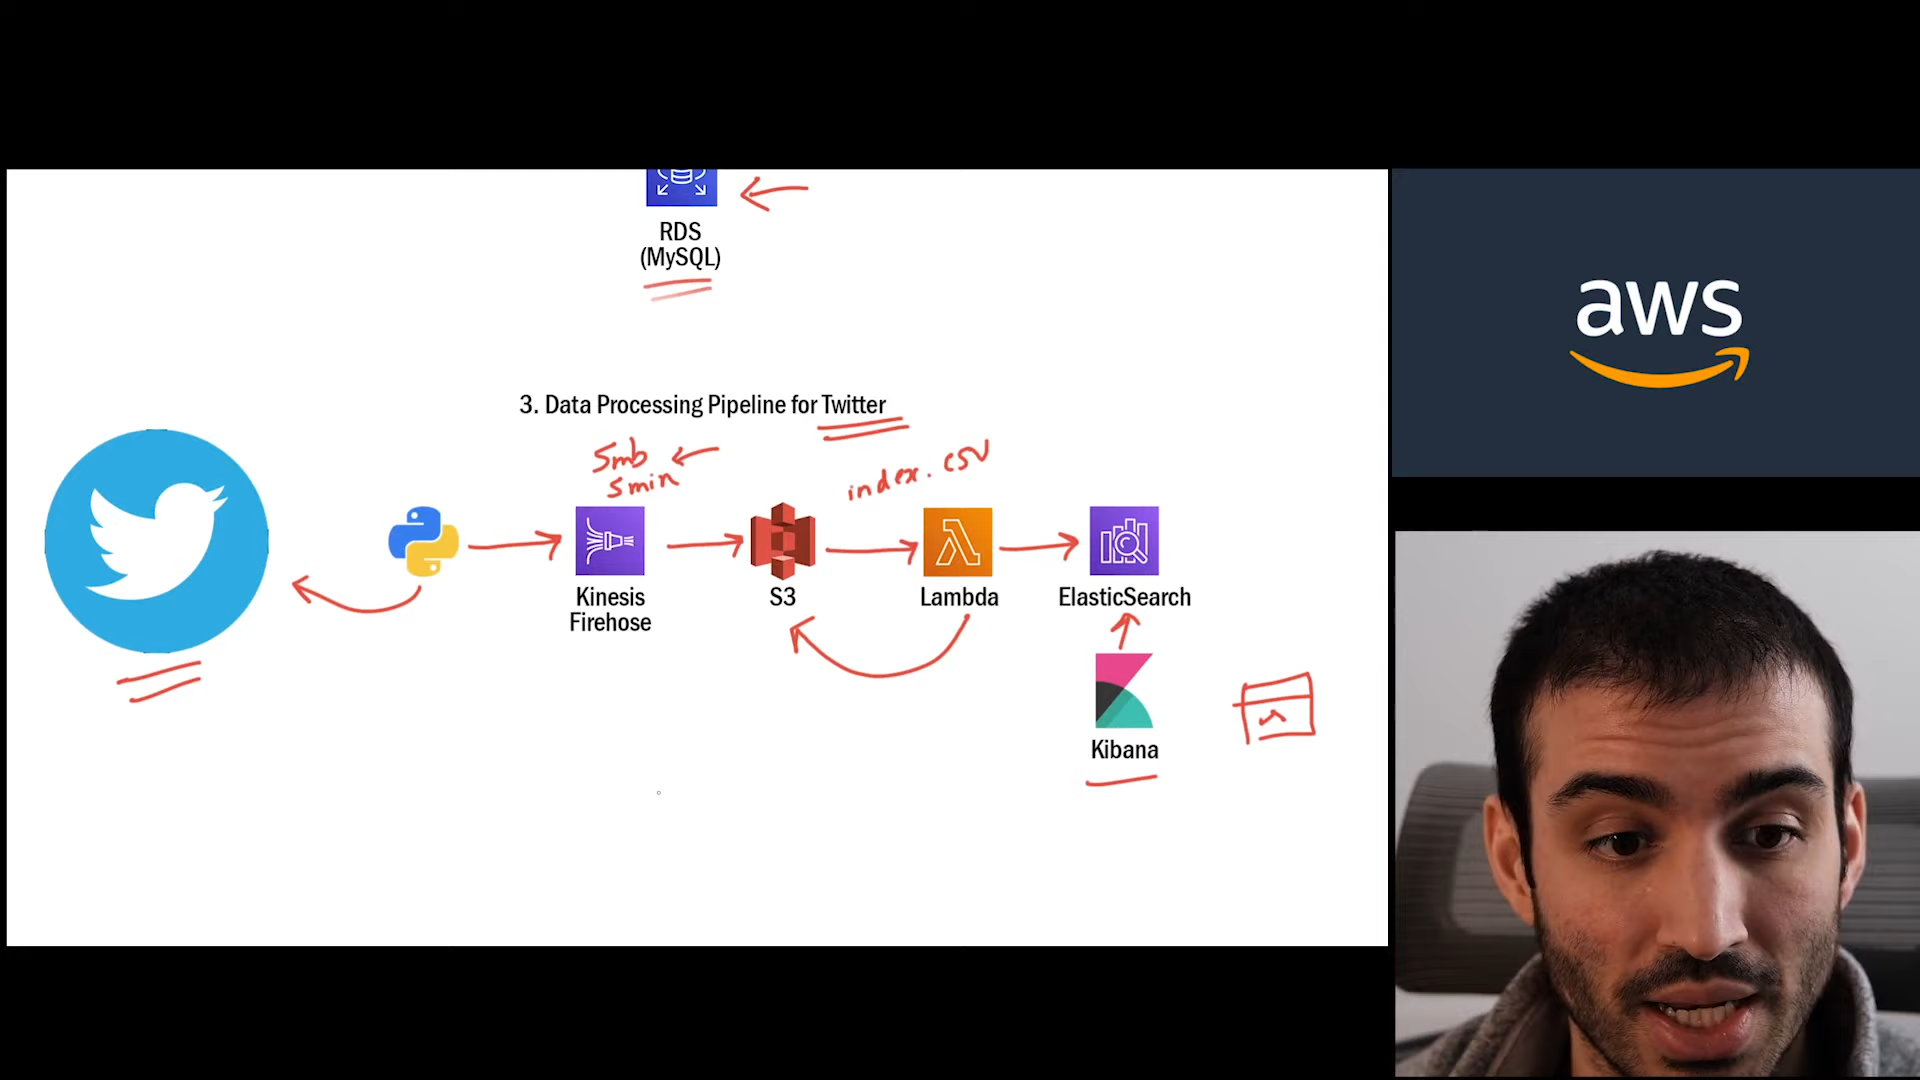 RDS
(MySQL)
aws
3. Data Processing Pipeline for Twitter
5mb
5min
index.csv
Kinesis
Firehose
S3
Lambda
ElasticSearch
Kibana